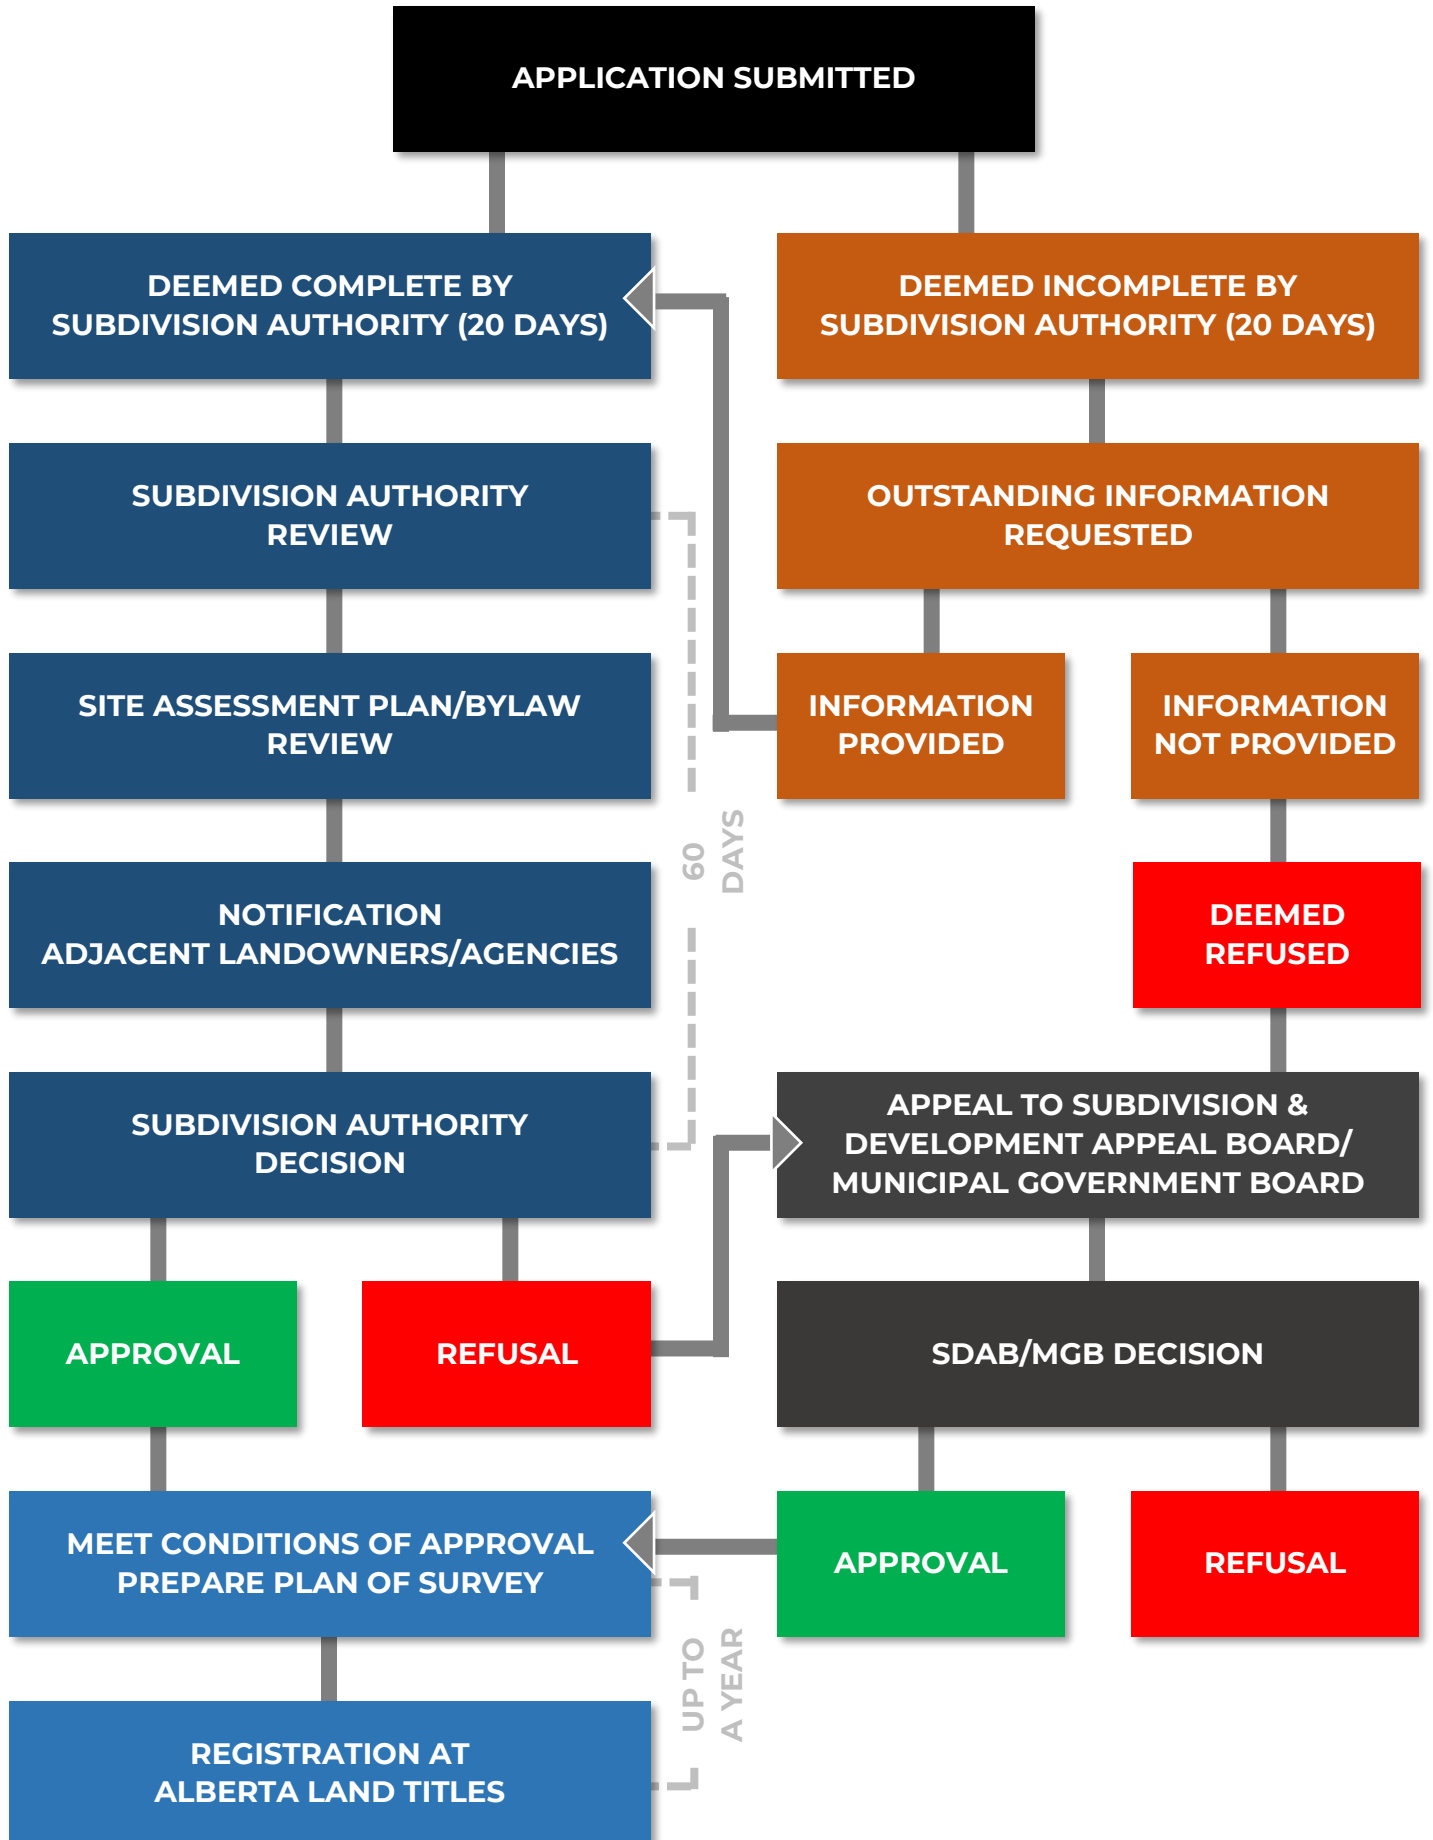 APPLICATION SUBMITTED
DEEMED COMPLETE BY
SUBDIVISION AUTHORITY (20 DAYS)
DEEMED INCOMPLETE BY
SUBDIVISION AUTHORITY (20 DAYS)
SUBDIVISION AUTHORITY
REVIEW
OUTSTANDING INFORMATION
REQUESTED
SITE ASSESSMENT PLAN/BYLAW
REVIEW
INFORMATION
PROVIDED
INFORMATION
NOT PROVIDED
60
DAYS
NOTIFICATION
ADJACENT LANDOWNERS/AGENCIES
DEEMED
REFUSED
SUBDIVISION AUTHORITY
DECISION
APPEAL TO SUBDIVISION &
DEVELOPMENT APPEAL BOARD/
MUNICIPAL GOVERNMENT BOARD
APPROVAL
REFUSAL
SDAB/MGB DECISION
MEET CONDITIONS OF APPROVAL
PREPARE PLAN OF SURVEY
APPROVAL
REFUSAL
UP TO
A YEAR
REGISTRATION AT
ALBERTA LAND TITLES